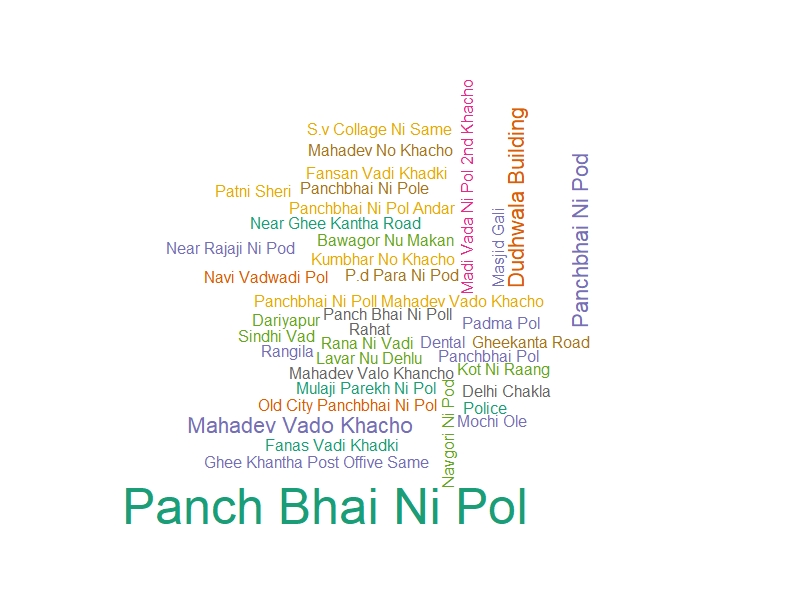 S.v Collage Ni Same
Mahadev No Khacho
Fansan Vadi Khadki
Patni Sheri
Panchbhai Ni Pole
Panchbhai Ni Pol Andar
Near Ghee Kantha Road
Bawagor Nu Makan
Near Rajaji Ni Pod
Kumbhar No Khacho
Navi Vadwadi Pol
P.d Para Ni Pod
Madi Vada Ni Pol 2nd Khacho
Masjid Gali
Dudhwala Building
Panchbhai Ni Pod
Panchbhai Ni Poll Mahadev Vado Khacho
Panch Bhai Ni Poll
Dariyapur
Rahat
Padma Pol
Sindhi Vad
Rana Ni Vadi
Dental
Gheekanta Road
Rangila
Lavar Nu Dehlu
Panchbhai Pol
Mahadev Valo Khancho
Kot Ni Raang
Mulaji Parekh Ni Pol
Delhi Chakla
Old City Panchbhai Ni Pol
Navgori Ni Pod
Police
Mahadev Vado Khacho
Mochi Ole
Fanas Vadi Khadki
Ghee Khantha Post Offive Same
Panch Bhai Ni Pol